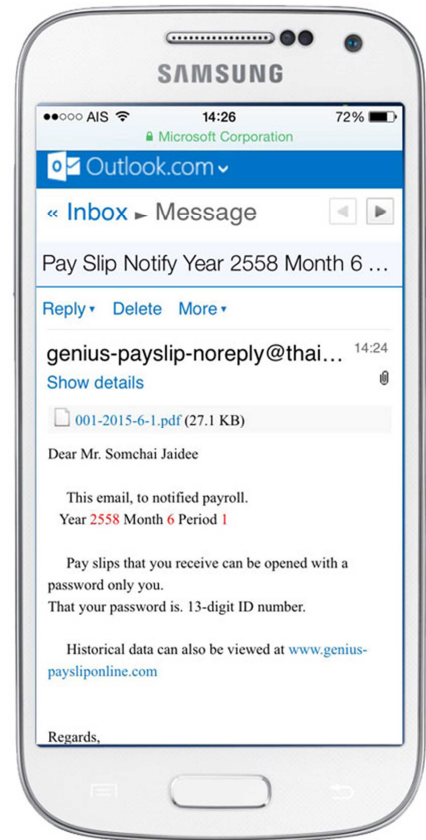 SAMSUNG
AIS 14:26 72%
Microsoft Corporation
Outlook.com
« Inbox ► Message
Pay Slip Notify Year 2558 Month 6 ...
Reply ▾ Delete More ▾
genius-payslip-noreply@thai... 14:24
Show details
001-2015-6-1.pdf (27.1 KB)
Dear Mr. Somchai Jaidee
This email, to notified payroll.
Year 2558 Month 6 Period 1
Pay slips that you receive can be opened with a
password only you.
That your password is. 13-digit ID number.
Historical data can also be viewed at www.genius-
paysliponline.com
Regards,